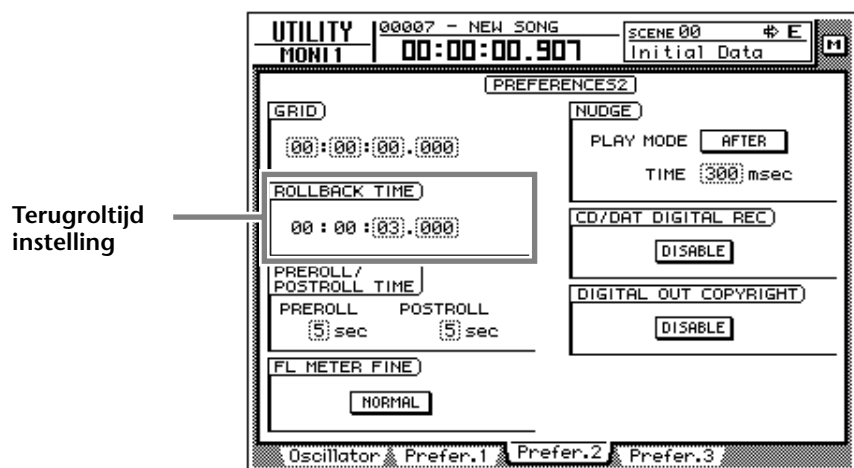 UTILITY
MONI 1
00007 - NEW SONG
00:00:00.907
SCENE 00 E
Initial Data
M
PREFERENCES2
GRID
00:00:00.000
ROLLBACK TIME
00:00:03.000
PREROLL/
POSTROLL TIME
PREROLL POSTROLL
5 sec 5 sec
FL METER FINE
NORMAL
NUDGE
PLAY MODE AFTER
TIME 300 msec
CD/DAT DIGITAL REC
DISABLE
DIGITAL OUT COPYRIGHT
DISABLE
Oscillator Prefer.1 Prefer.2 Prefer.3
Terugroltijd
instelling